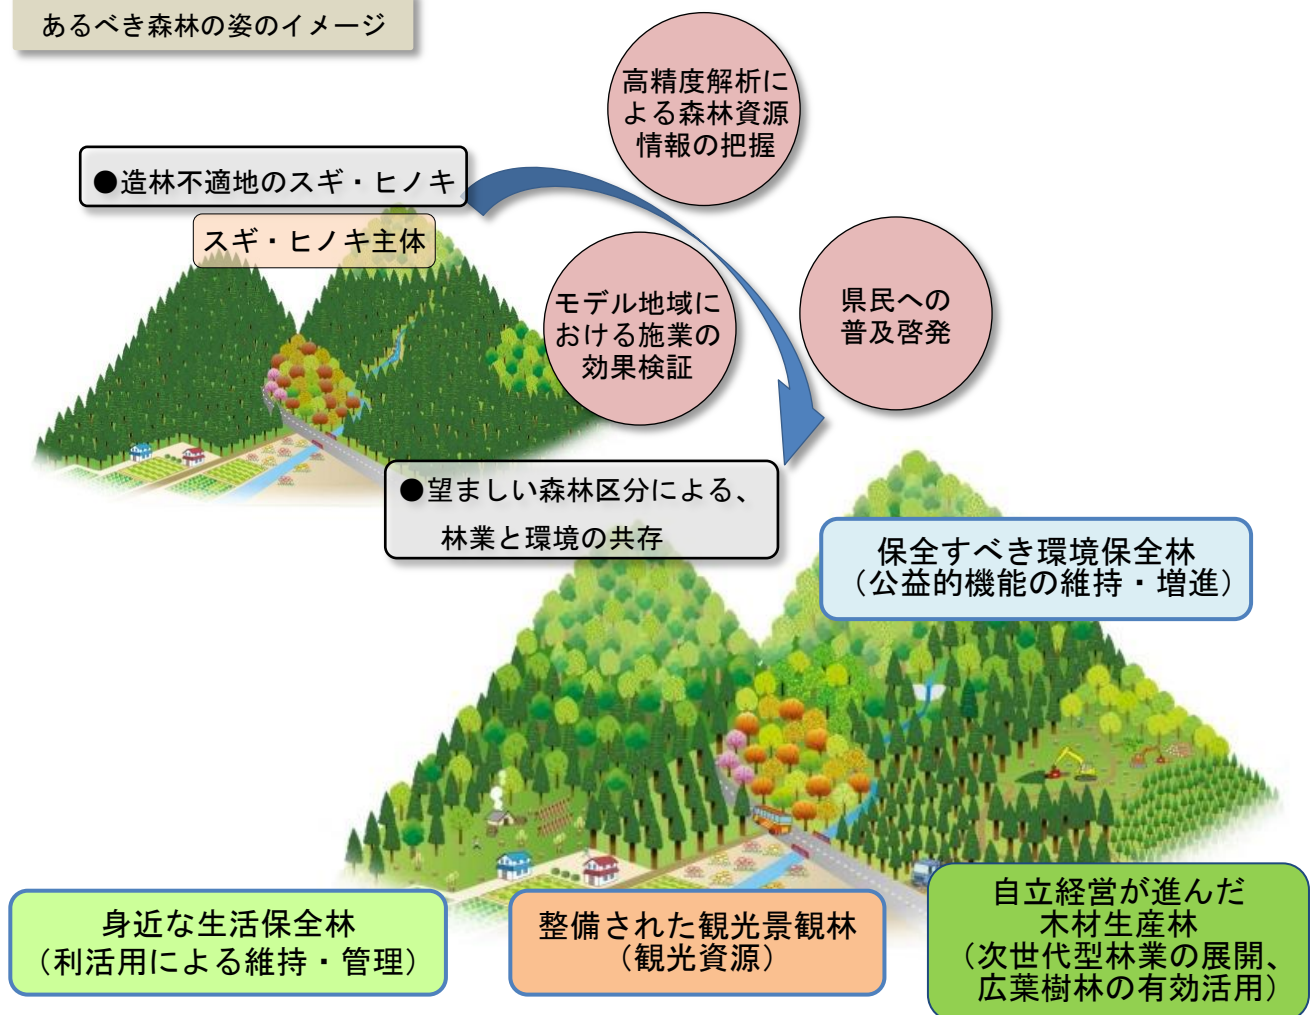 あるべき森林の姿のイメージ
高精度解析に
よる森林資源
情報の把握
●造林不適地のスギ・ヒノキ
スギ・ヒノキ主体
モデル地域に
おける施業の
効果検証
県民への
普及啓発
●望ましい森林区分による、
林業と環境の共存
保全すべき環境保全林
（公益的機能の維持・増進）
身近な生活保全林
（利活用による維持・管理）
整備された観光景観林
（観光資源）
自立経営が進んだ
木材生産林
（次世代型林業の展開、
広葉樹林の有効活用）